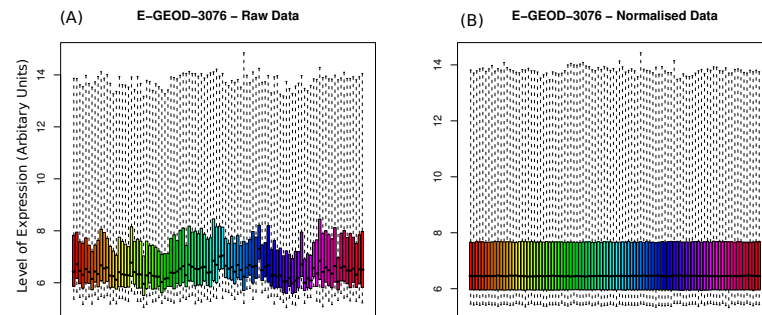 (A)
E−GEOD−3076 − Raw Data
Level of Expression (Arbitary Units)
14
12
10
8
6
(B)
E−GEOD−3076 − Normalised Data
14
12
10
8
6